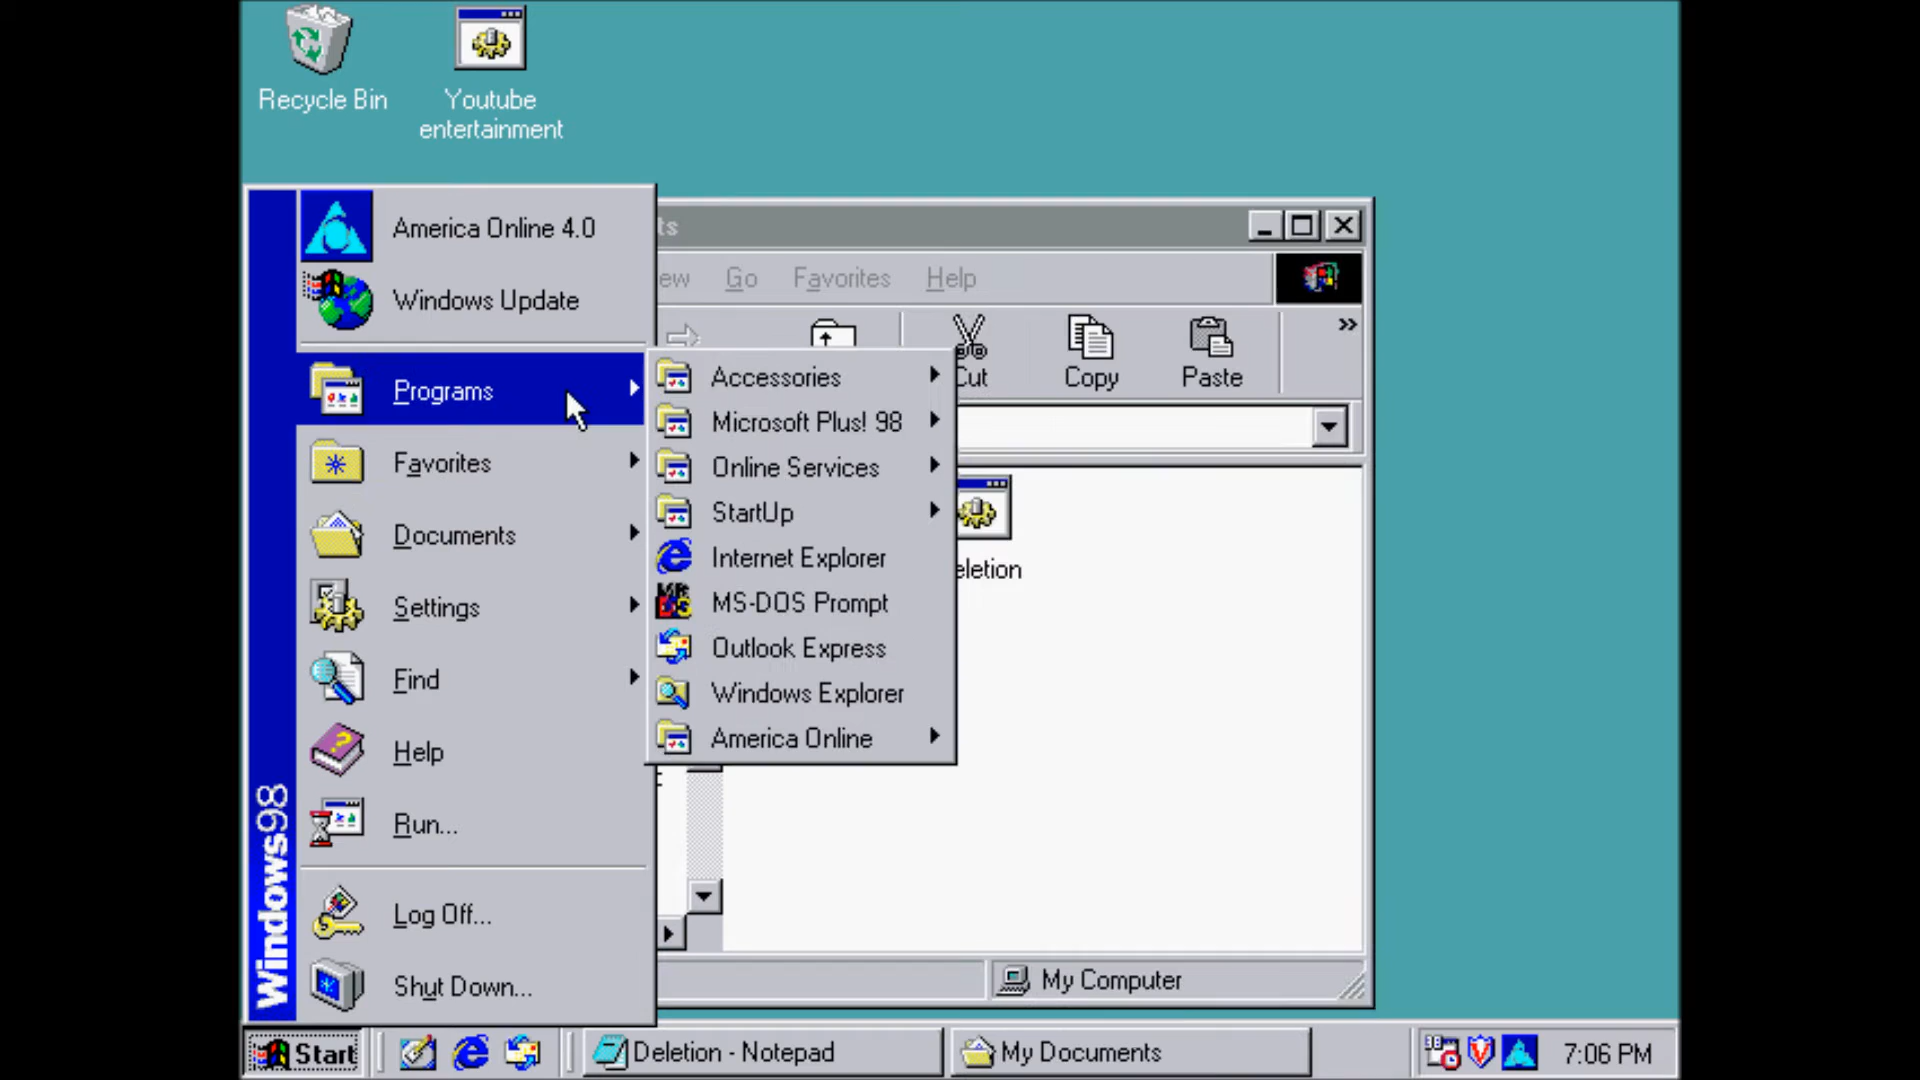 Recycle Bin
Youtube
entertainment
America Online 4.0
Windows Update
Programs
Favorites
Documents
Settings
Find
Help
Run...
Log Off...
Shut Down...
Windows98
ts
ew
Go
Favorites
Help
Cut
Copy
Paste
»
Accessories
Microsoft Plus! 98
Online Services
StartUp
Internet Explorer
MS-DOS Prompt
Outlook Express
Windows Explorer
America Online
eletion
My Computer
Start
Deletion - Notepad
My Documents
7:06 PM